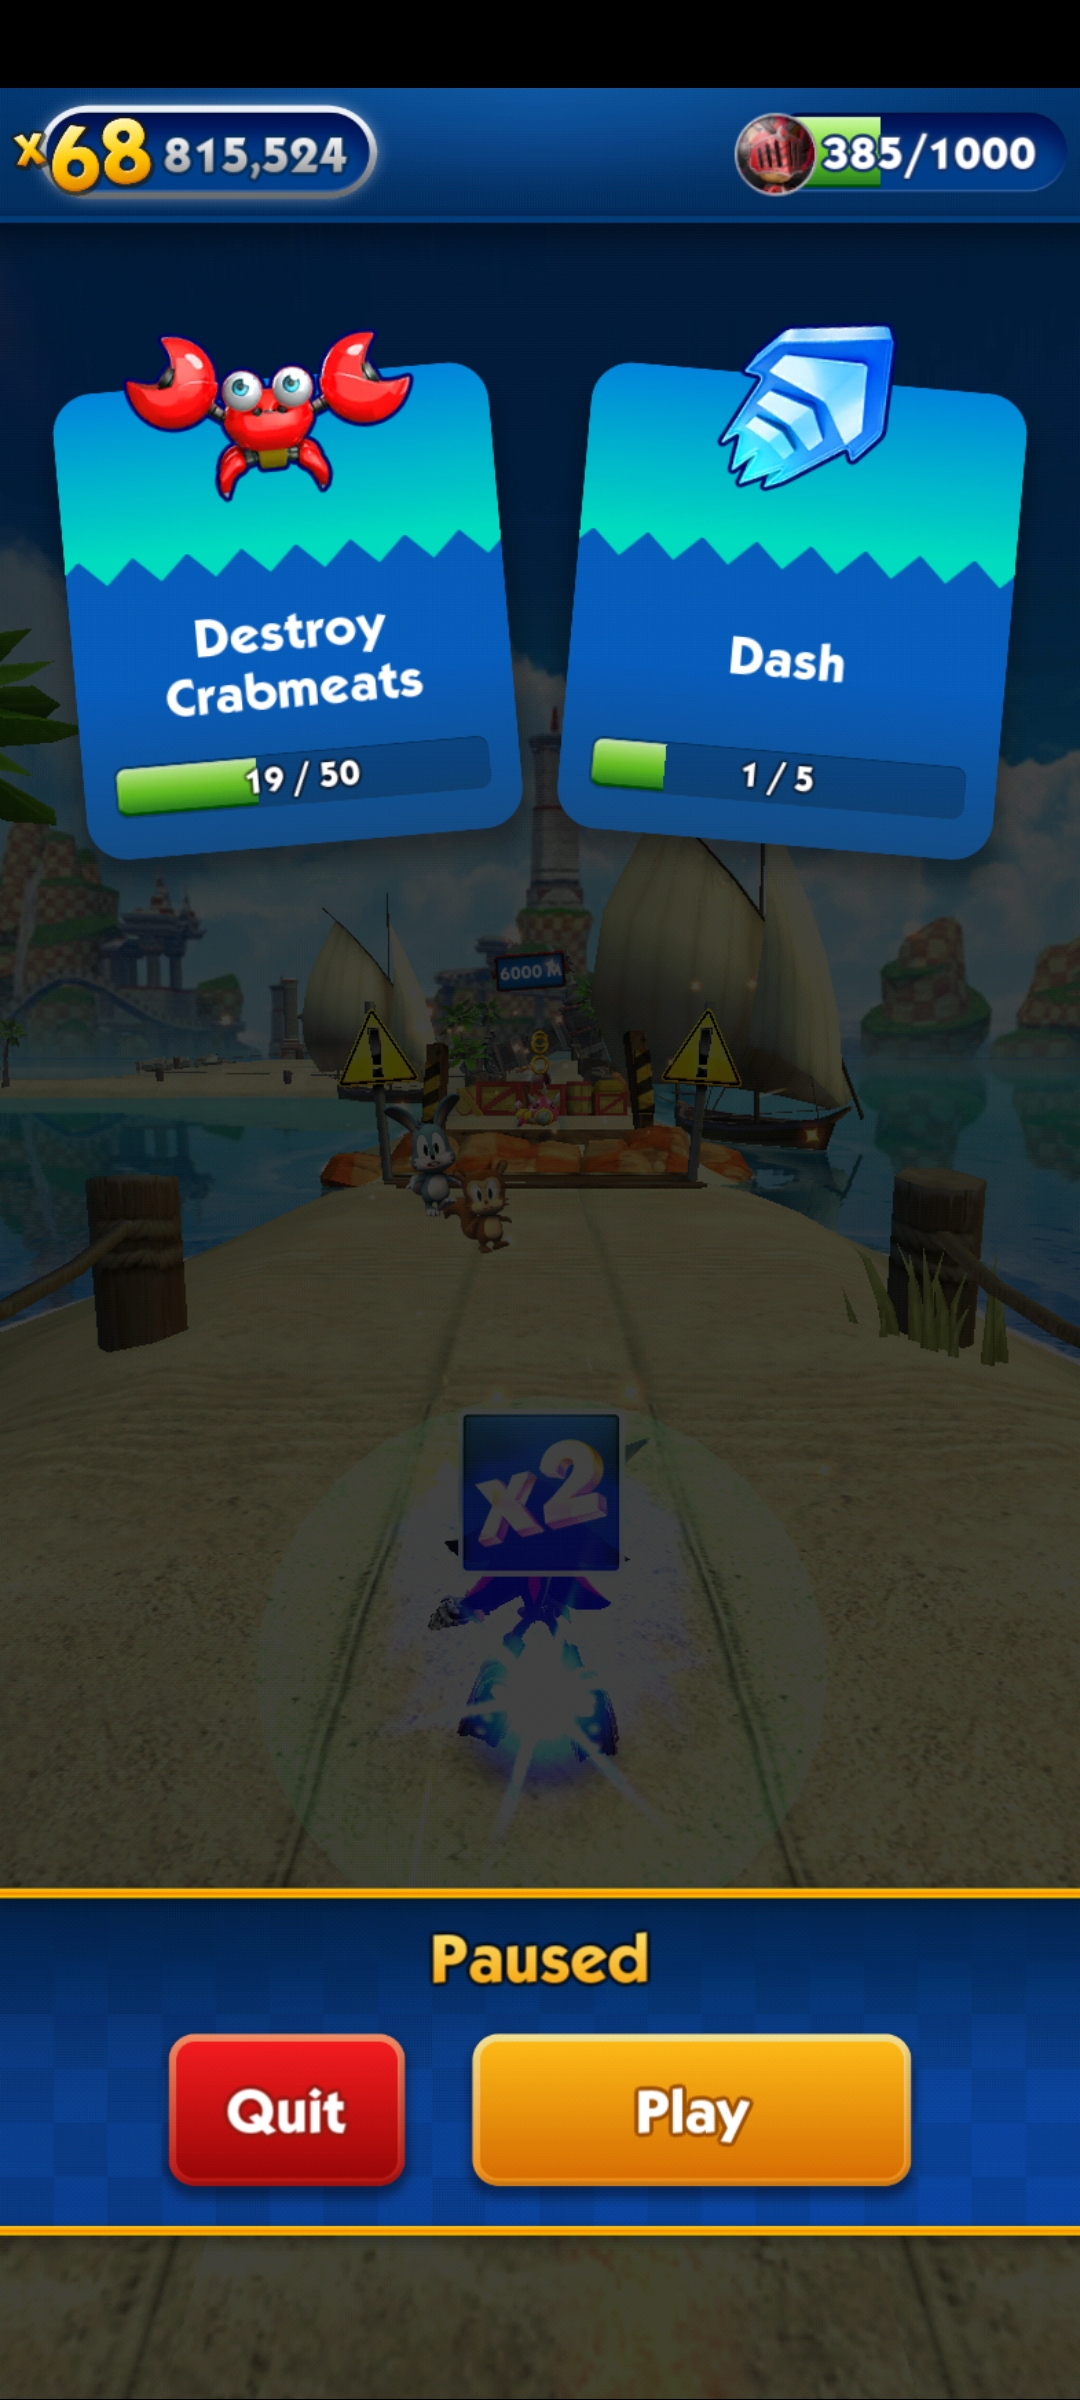 x68 815,524
385/1000
Destroy
Crabmeats
19 / 50
Dash
1 / 5
6000 M
x2
Paused
Quit
Play